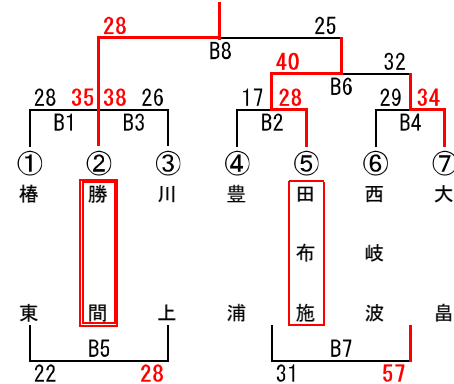 28 25
B8
40 32
B6
28 35 38 26 17 28 29 34
B1 B3 B2 B4
① ② ③ ④ ⑤ ⑥ ⑦
椿東
勝間
川上
豊浦
田布施
西岐波
大畠
B5 B7
22 28 31 57